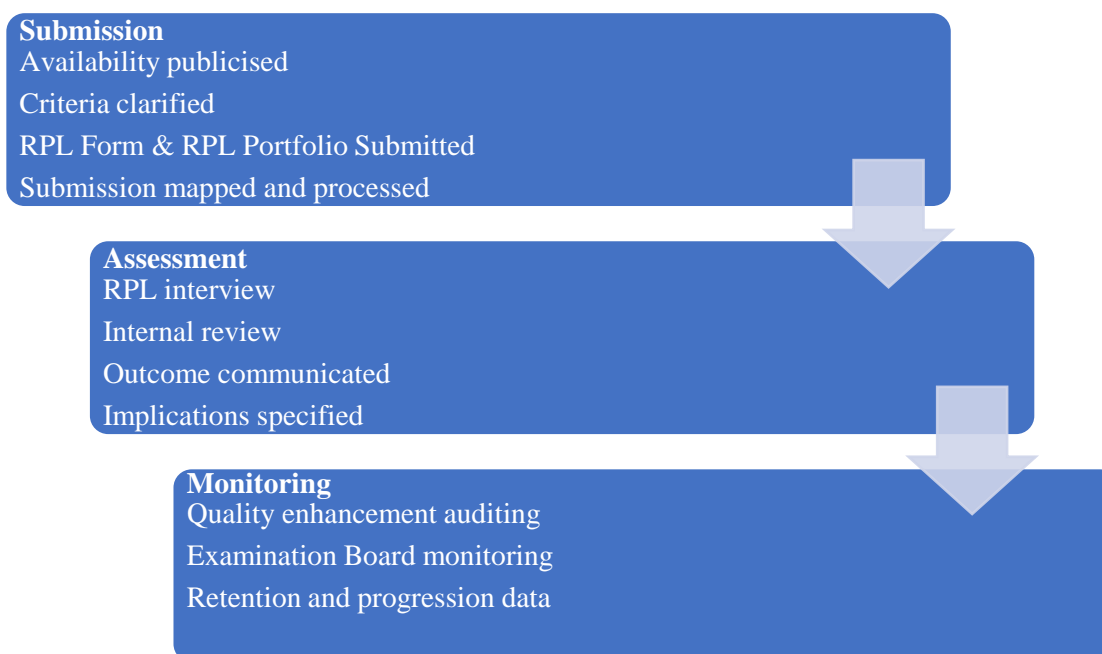 Submission
Availability publicised
Criteria clarified
RPL Form & RPL Portfolio Submitted
Submission mapped and processed
Assessment
RPL interview
Internal review
Outcome communicated
Implications specified
Monitoring
Quality enhancement auditing
Examination Board monitoring
Retention and progression data